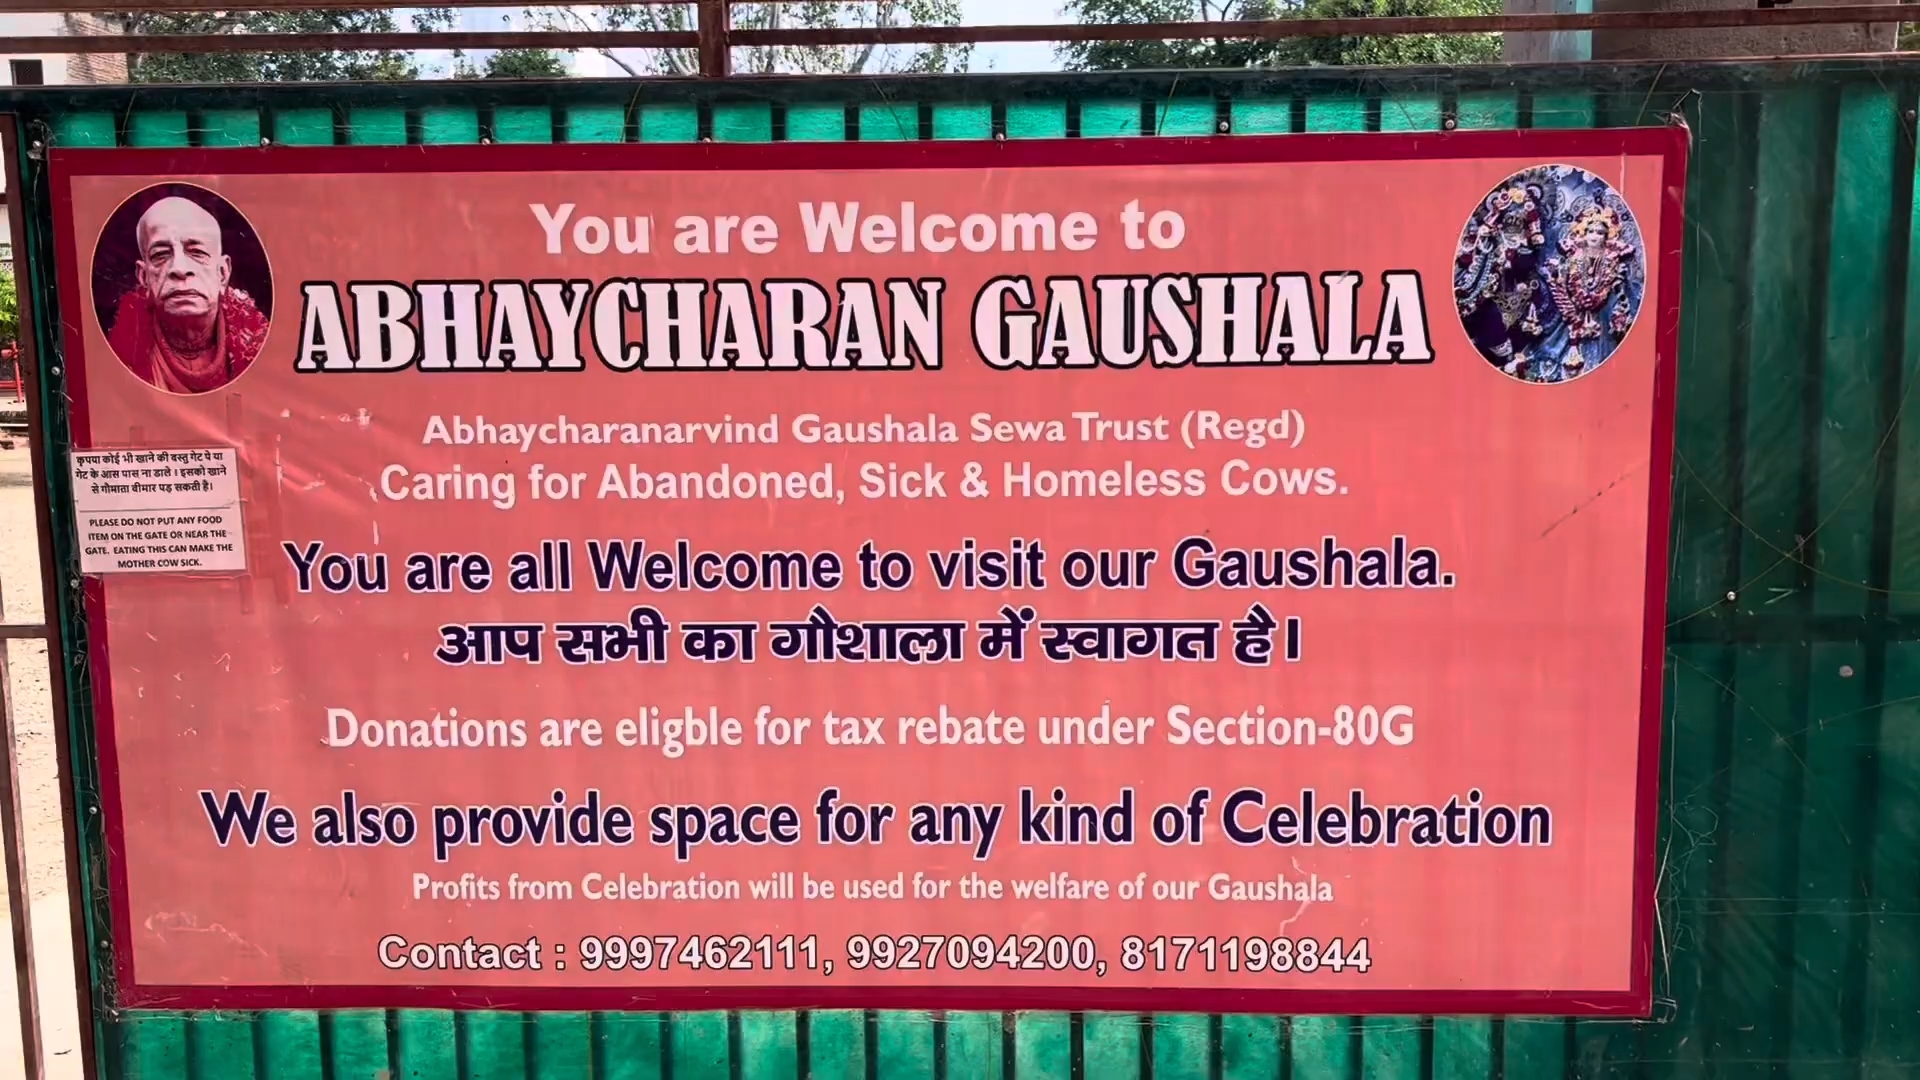 You are Welcome to
ABHAYCHARAN GAUSHALA
Abhaycharanarvind Gaushala Sewa Trust (Regd)
Caring for Abandoned, Sick & Homeless Cows.
कृपया कोई भी खाने की वस्तु गेट पे या
गेट के आस पास ना डाले । इसको खाने
से गौमाता बीमार पड़ सकती है।
PLEASE DO NOT PUT ANY FOOD
ITEM ON THE GATE OR NEAR THE
GATE. EATING THIS CAN MAKE THE
MOTHER COW SICK.
You are all Welcome to visit our Gaushala.
आप सभी का गौशाला में स्वागत है।
Donations are eligble for tax rebate under Section-80G
We also provide space for any kind of Celebration
Profits from Celebration will be used for the welfare of our Gaushala
Contact : 9997462111, 9927094200, 8171198844